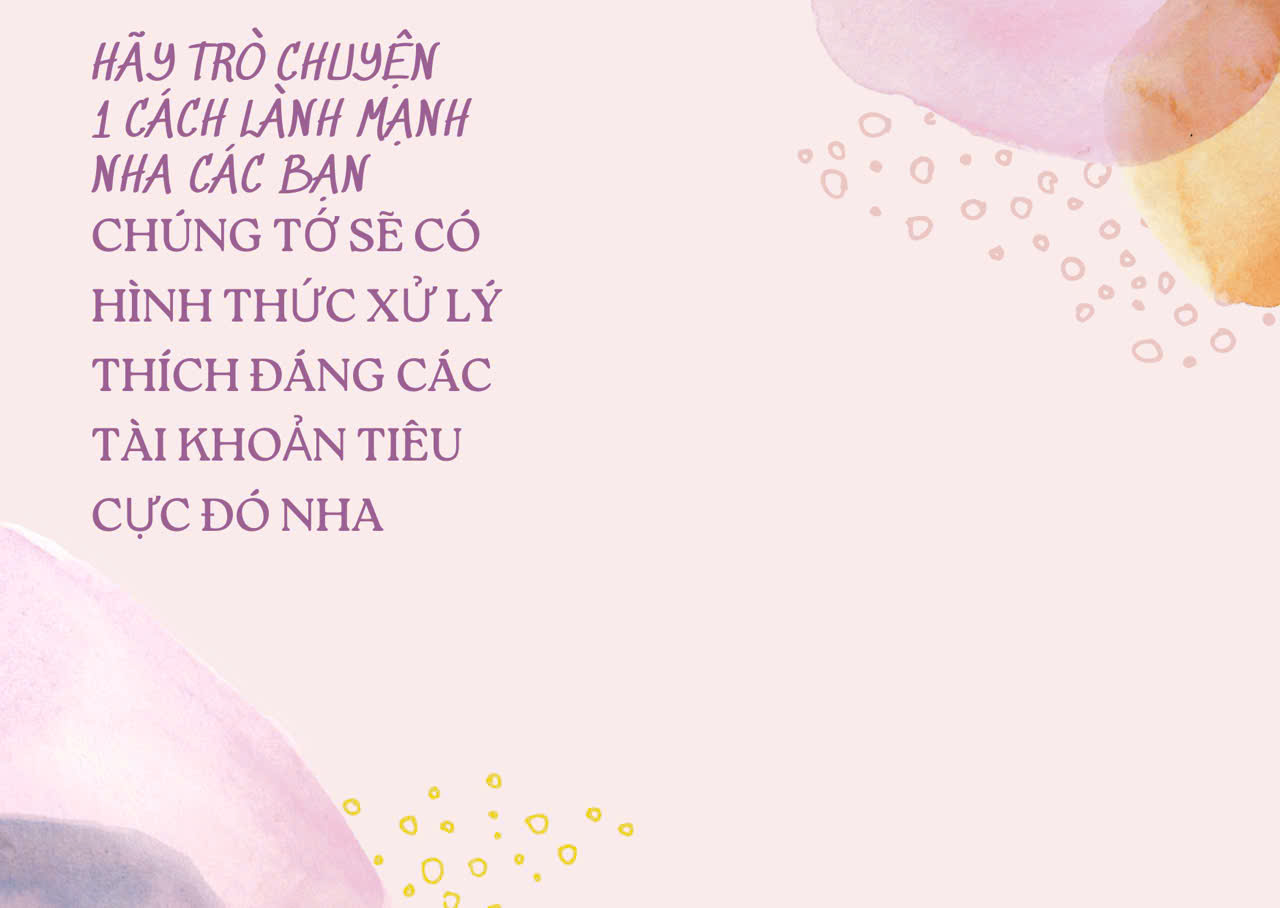 HÃY TRÒ CHUYỆN
1 CÁCH LÀNH MẠNH
NHA CÁC BẠN
CHÚNG TỚ SẼ CÓ
HÌNH THỨC XỬ LÝ
THÍCH ĐÁNG CÁC
TÀI KHOẢN TIÊU
CỰC ĐÓ NHA